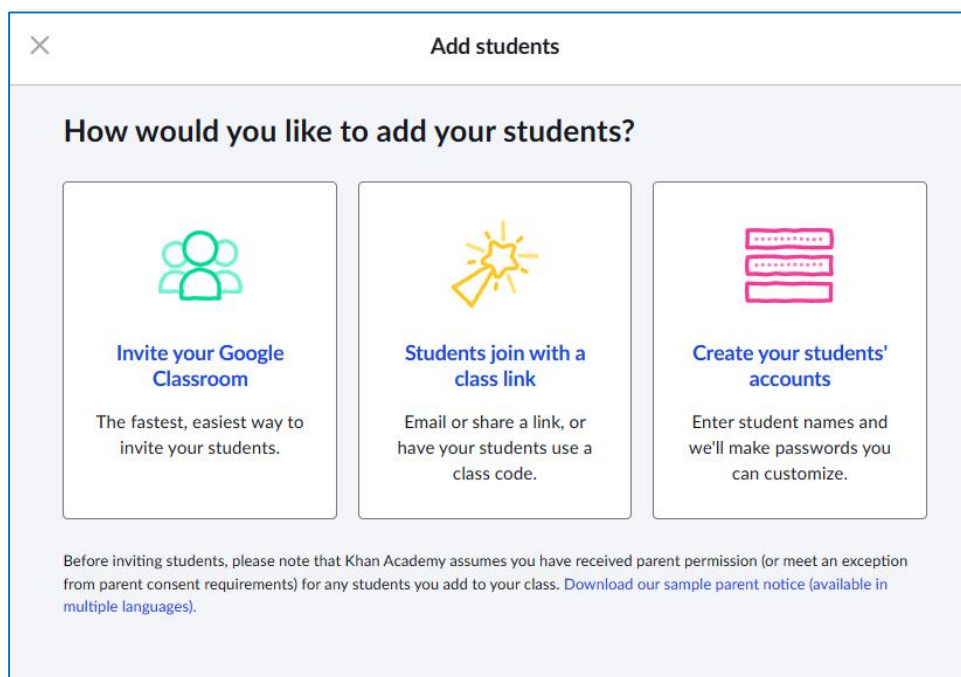 Add students
How would you like to add your students?
Invite your Google
Classroom
The fastest, easiest way to
invite your students.
Students join with a
class link
Email or share a link, or
have your students use a
class code.
Create your students'
accounts
Enter student names and
we'll make passwords you
can customize.
Before inviting students, please note that Khan Academy assumes you have received parent permission (or meet an exception
from parent consent requirements) for any students you add to your class. Download our sample parent notice (available in
multiple languages).